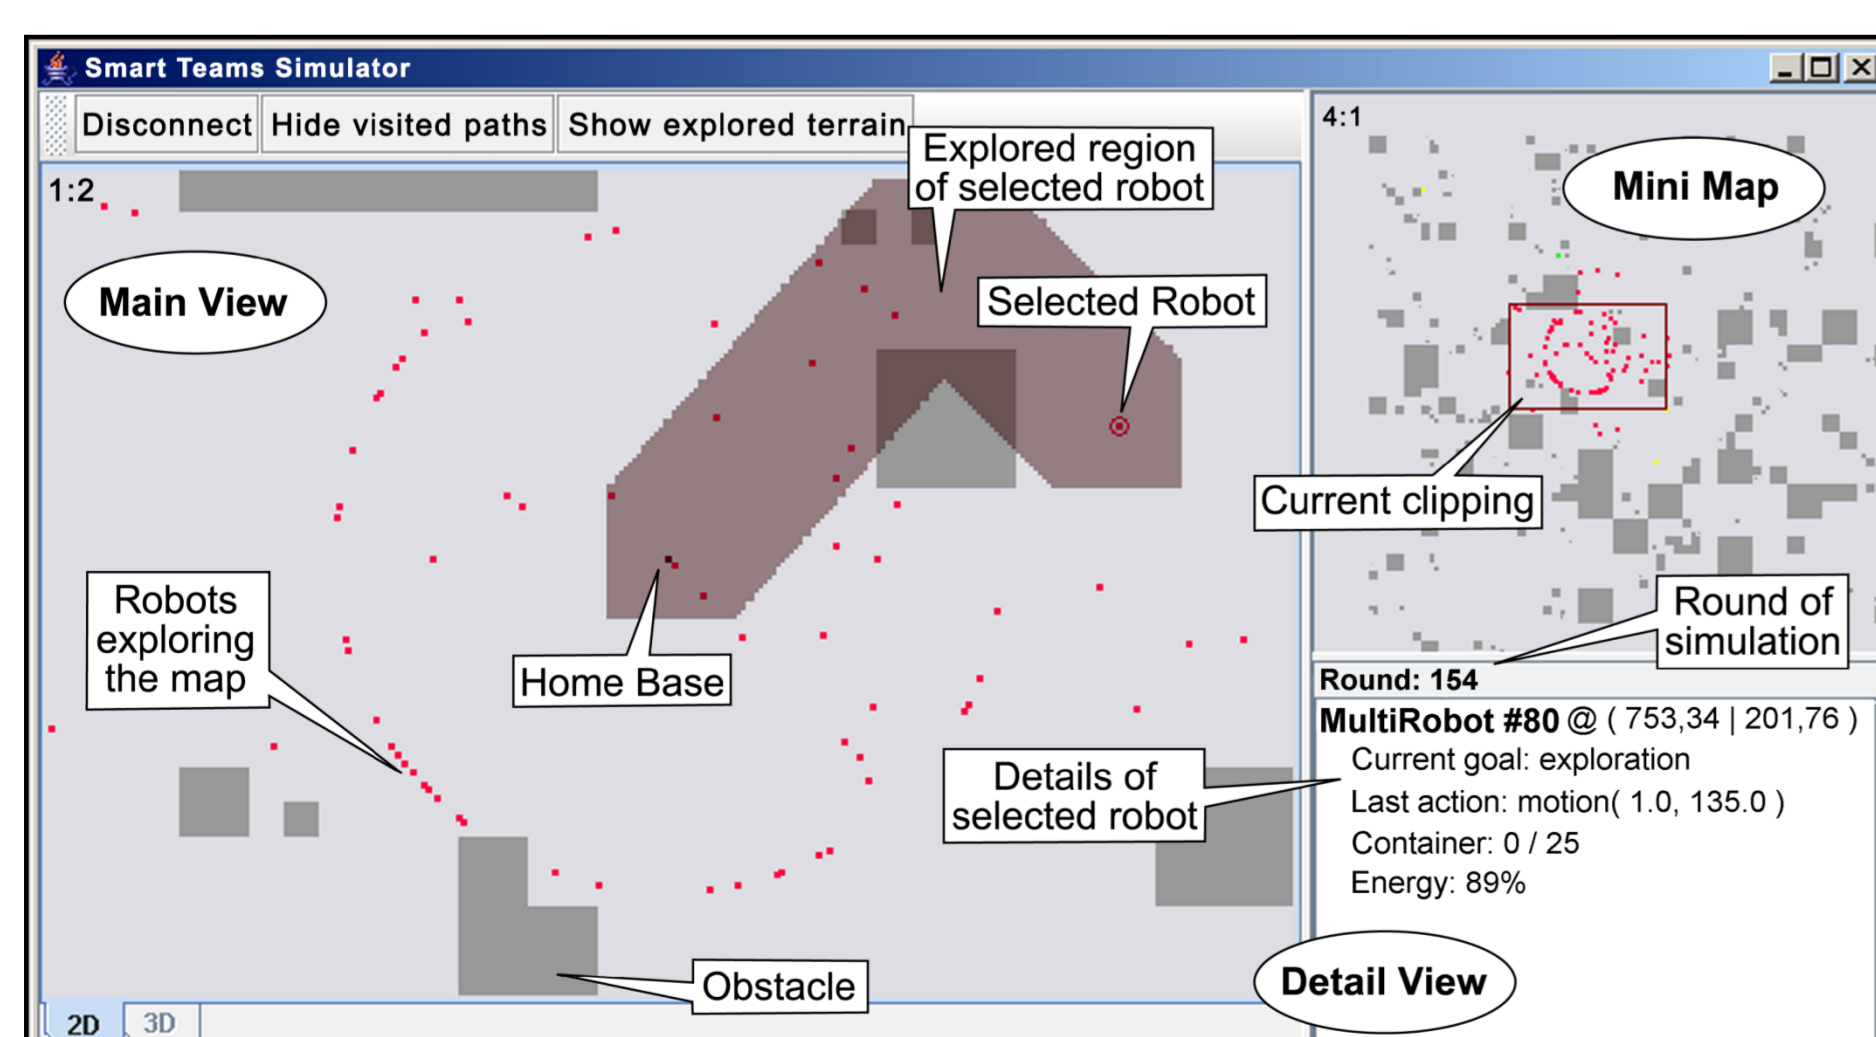 Smart Teams Simulator
Disconnect
Hide visited paths
Show explored terrain
4:1
Explored region
of selected robot
Mini Map
1:2
Main View
Selected Robot
Current clipping
Robots
exploring
the map
Home Base
Round of
simulation
Round: 154
MultiRobot #80 @ ( 753,34 | 201,76 )
Current goal: exploration
Last action: motion( 1.0, 135.0 )
Container: 0 / 25
Energy: 89%
Details of
selected robot
Obstacle
Detail View
2D
3D